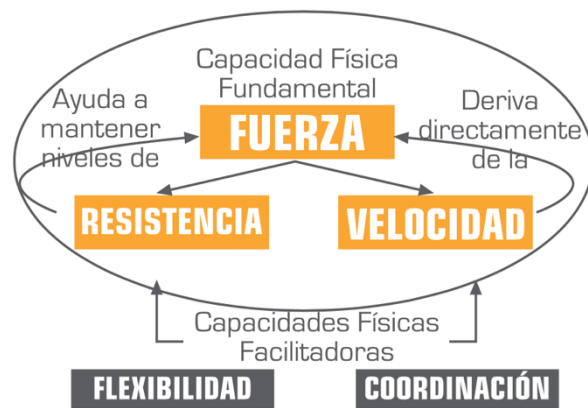 Capacidad Física
Fundamental
FUERZA
Ayuda a
mantener
niveles de
Deriva
directamente
de la
RESISTENCIA
VELOCIDAD
Capacidades Físicas
Facilitadoras
FLEXIBILIDAD
COORDINACIÓN